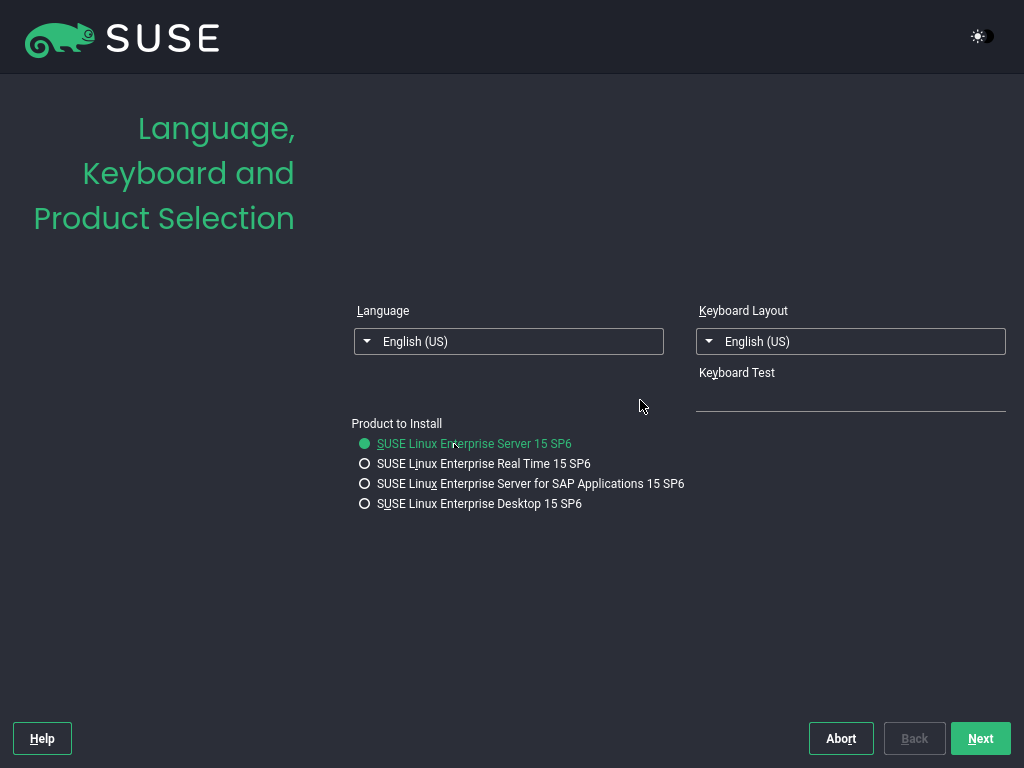 SUSE
Language,
Keyboard and
Product Selection
Language
Keyboard Layout
English (US)
English (US)
Keyboard Test
Product to Install
SUSE Linux Enterprise Server 15 SP6
SUSE Linux Enterprise Real Time 15 SP6
SUSE Linux Enterprise Server for SAP Applications 15 SP6
SUSE Linux Enterprise Desktop 15 SP6
Help
Abort
Back
Next